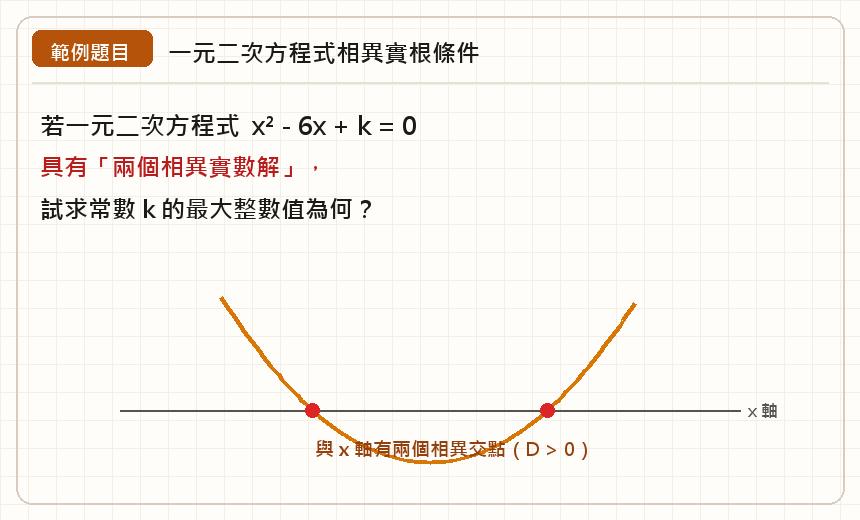 範例題目
一元二次方程式相異實根條件
若一元二次方程式 x² - 6x + k = 0
具有「兩個相異實數解」，
試求常數 k 的最大整數值為何？
x 軸
與 x 軸有兩個相異交點 ( D > 0 )